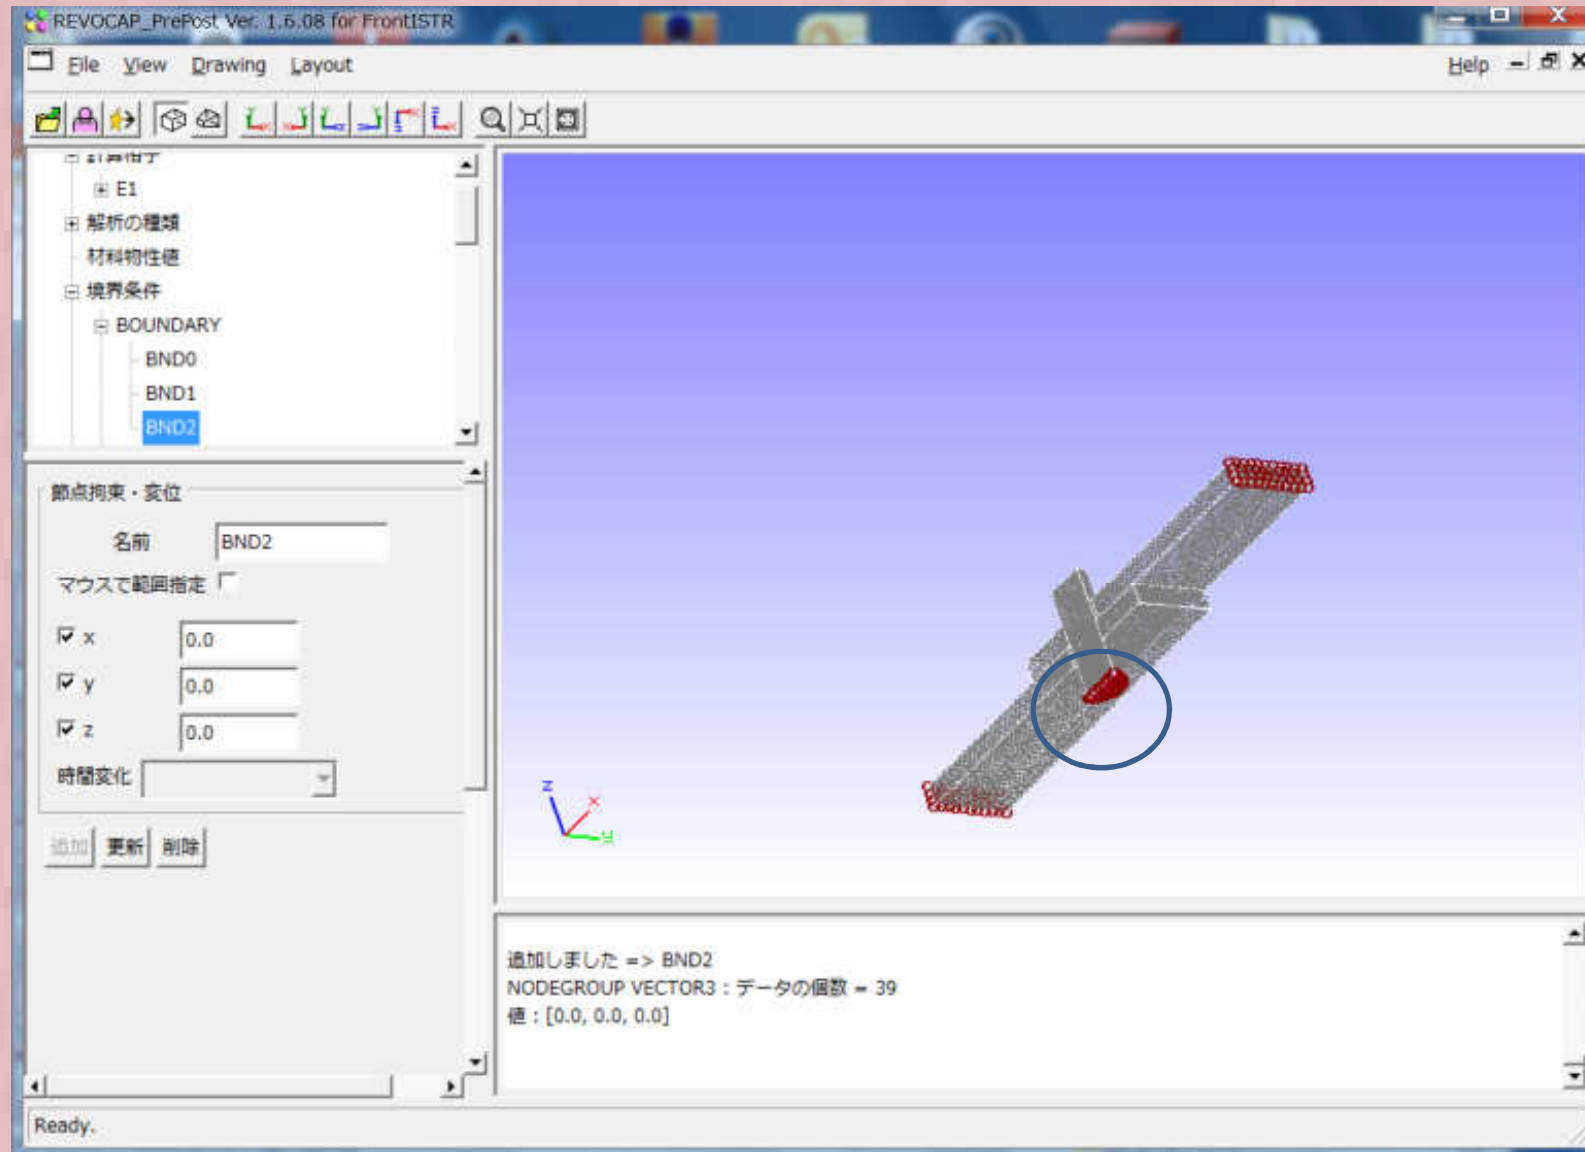 REVOCAP_PrePost Ver. 1.6.08 for FrontISTR
File View Drawing Layout Help
計算格子
E1
解析の種類
材料物性値
境界条件
BOUNDARY
BND0
BND1
BND2
節点拘束・変位
名前 BND2
マウスで範囲指定
x 0.0
y 0.0
z 0.0
時間変化
追加 更新 削除
z
x
y
追加しました => BND2
NODEGROUP VECTOR3 : データの個数 = 39
値 : [0.0, 0.0, 0.0]
Ready.